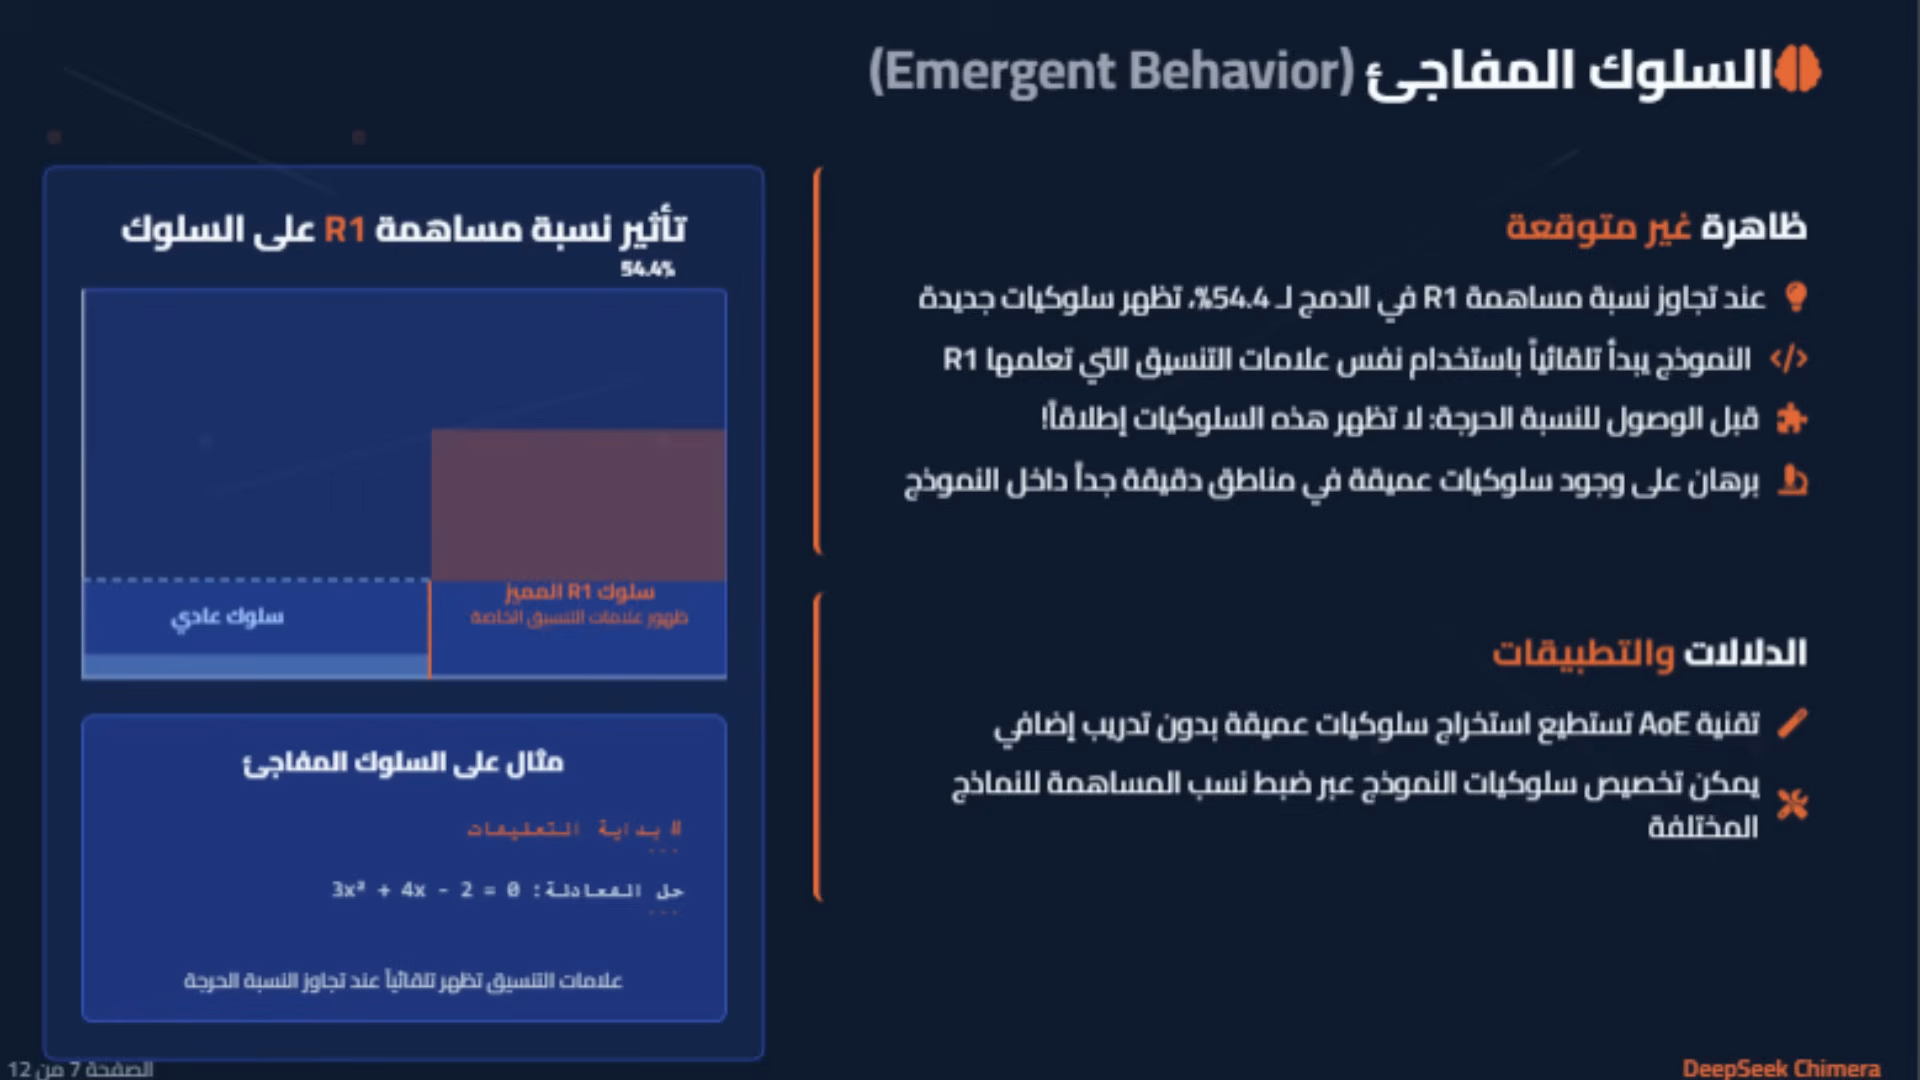 السلوك المفاجئ (Emergent Behavior)
ظاهرة غير متوقعة
عند تجاوز نسبة مساهمة R1 في الدمج لـ 54.4%، تظهر سلوكيات جديدة
النموذج يبدأ تلقائياً باستخدام نفس علامات التنسيق التي تعلمها R1
قبل الوصول للنسبة الحرجة: لا تظهر هذه السلوكيات إطلاقاً!
برهان على وجود سلوكيات عميقة في مناطق دقيقة جداً داخل النموذج
الدلالات والتطبيقات
تقنية AoE تستطيع استخراج سلوكيات عميقة بدون تدريب إضافي
يمكن تخصيص سلوكيات النموذج عبر ضبط نسب المساهمة للنماذج
المختلفة
تأثير نسبة مساهمة R1 على السلوك
54.4%
سلوك R1 المميز
ظهور علامات التنسيق الخاصة
سلوك عادي
مثال على السلوك المفاجئ
# بداية التعليمات
---
حل المعادلة: 3x² + 4x - 2 = 0
---
علامات التنسيق تظهر تلقائياً عند تجاوز النسبة الحرجة
DeepSeek Chimera
الصفحة 7 من 12